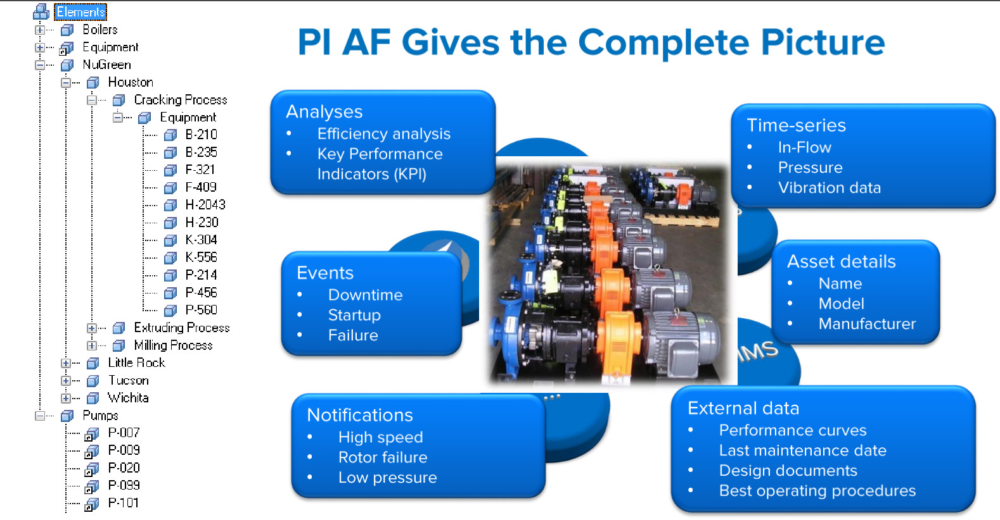 Elements
Boilers
Equipment
NuGreen
Houston
Cracking Process
Equipment
B-210
B-235
F-321
F-409
H-2043
H-230
K-304
K-556
P-214
P-456
P-560
Extruding Process
Milling Process
Little Rock
Tucson
Wichita
Pumps
P-007
P-009
P-020
P-099
P-101
PI AF Gives the Complete Picture
Analyses
• Efficiency analysis
• Key Performance
Indicators (KPI)
Time-series
• In-Flow
• Pressure
• Vibration data
Events
• Downtime
• Startup
• Failure
Asset details
• Name
• Model
• Manufacturer
Notifications
• High speed
• Rotor failure
• Low pressure
External data
• Performance curves
• Last maintenance date
• Design documents
• Best operating procedures